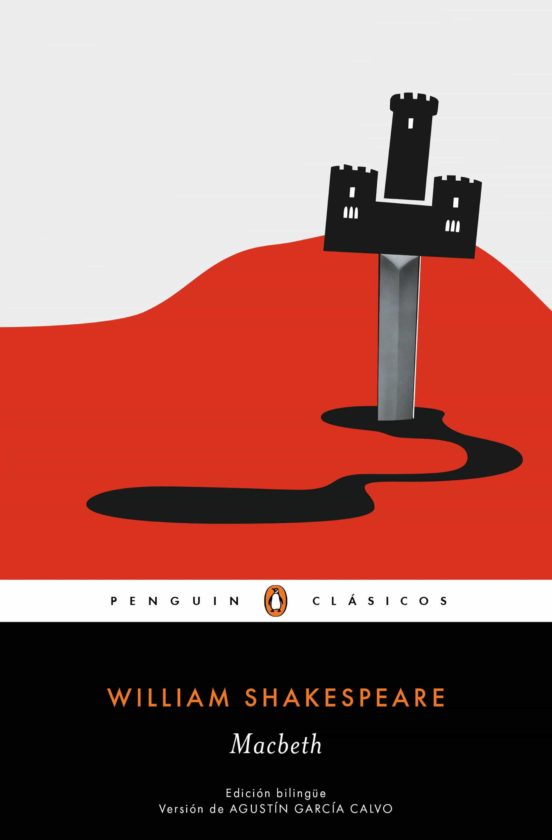 PENGUIN CLÁSICOS
WILLIAM SHAKESPEARE
Macbeth
Edición bilingüe
Versión de AGUSTÍN GARCÍA CALVO